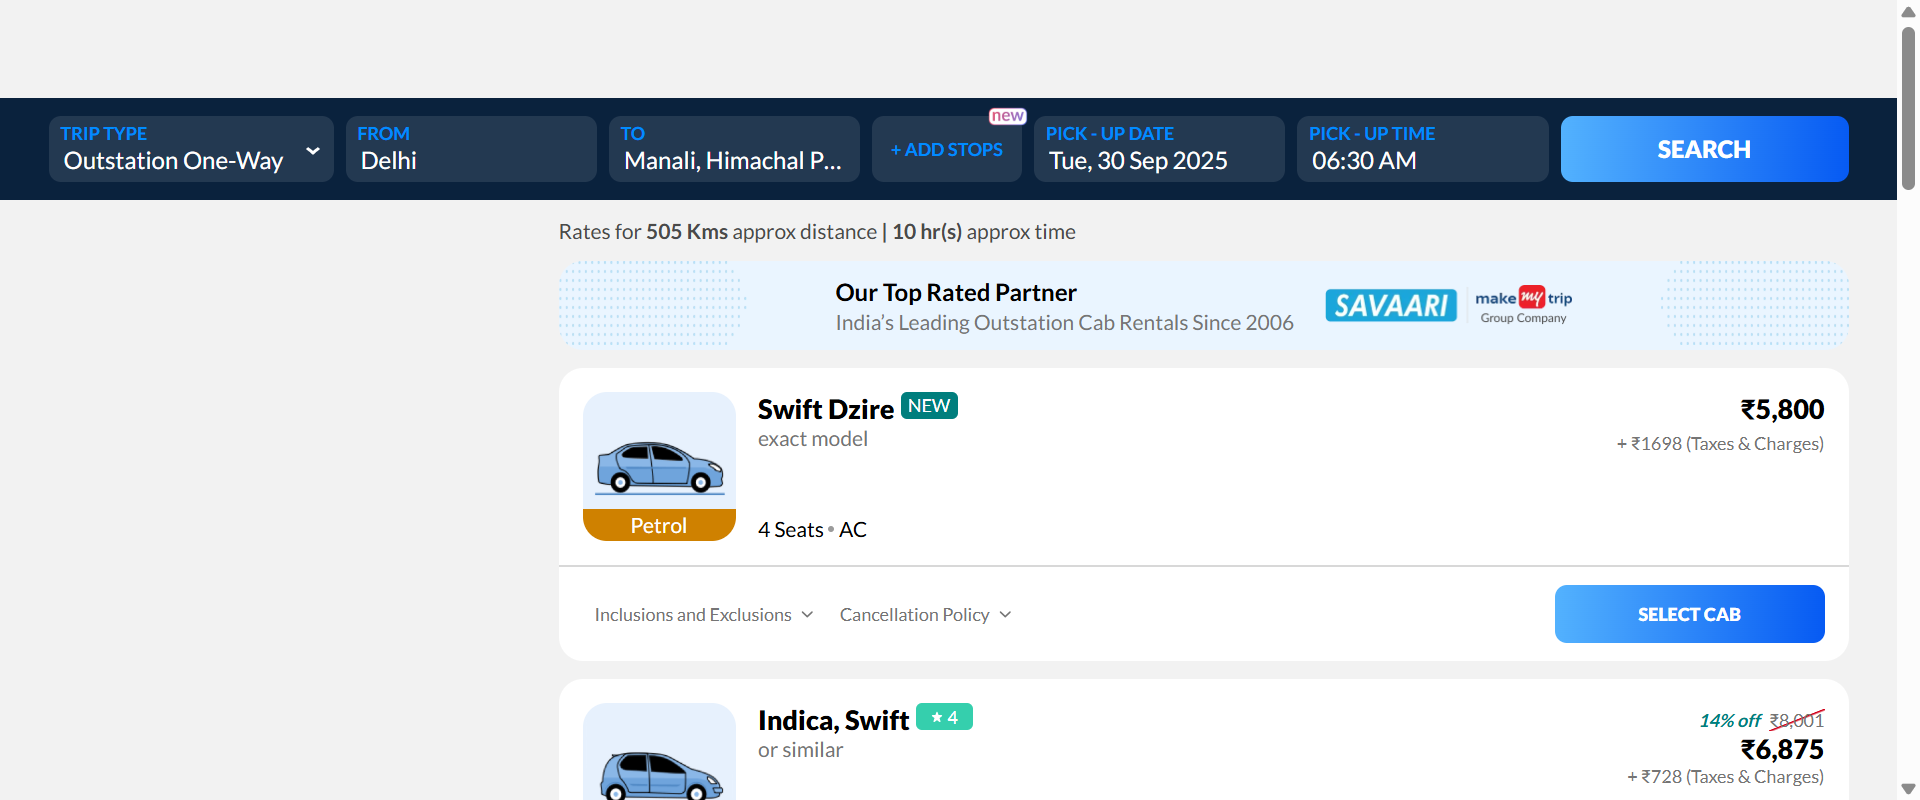 new
TRIP TYPE
Outstation One-Way
FROM
Delhi
TO
Manali, Himachal P...
+ ADD STOPS
PICK - UP DATE
Tue, 30 Sep 2025
PICK - UP TIME
06:30 AM
SEARCH
Rates for 505 Kms approx distance | 10 hr(s) approx time
Our Top Rated Partner
India's Leading Outstation Cab Rentals Since 2006
SAVAARI
make my trip
Group Company
Swift Dzire NEW
exact model
₹5,800
+ ₹1698 (Taxes & Charges)
Petrol
4 Seats • AC
Inclusions and Exclusions
Cancellation Policy
SELECT CAB
Indica, Swift ★ 4
or similar
14% off ₹8,001
₹6,875
+ ₹728 (Taxes & Charges)